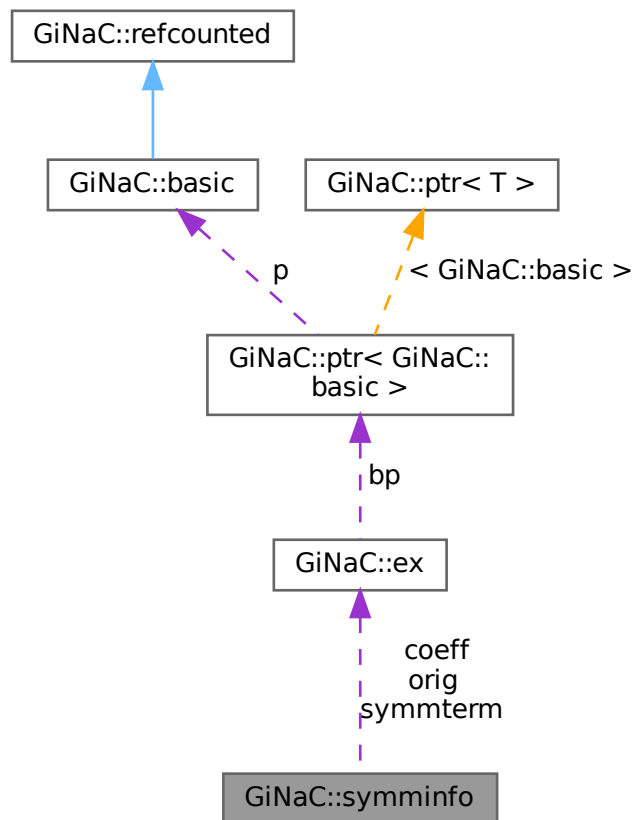 GiNaC::refcounted
GiNaC::basic
GiNaC::ptr< T >
p
< GiNaC::basic >
GiNaC::ptr< GiNaC::
basic >
bp
GiNaC::ex
coeff
orig
symmterm
GiNaC::symminfo